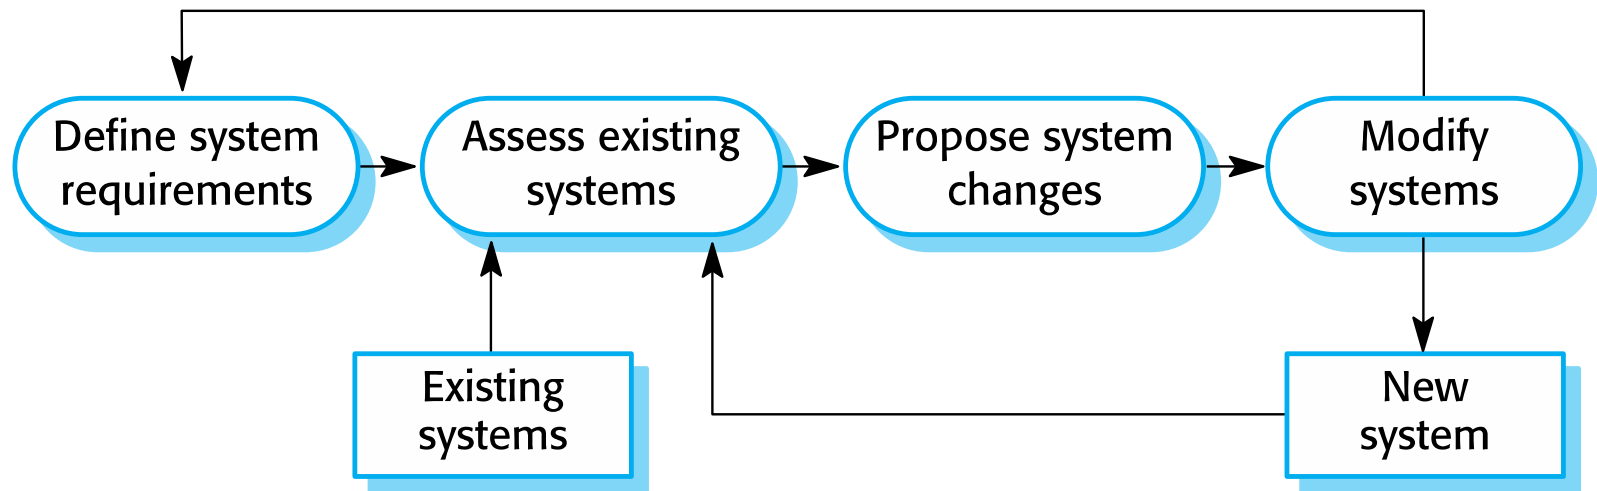 Define system
requirements
Assess existing
systems
Propose system
changes
Modify
systems
Existing
systems
New
system